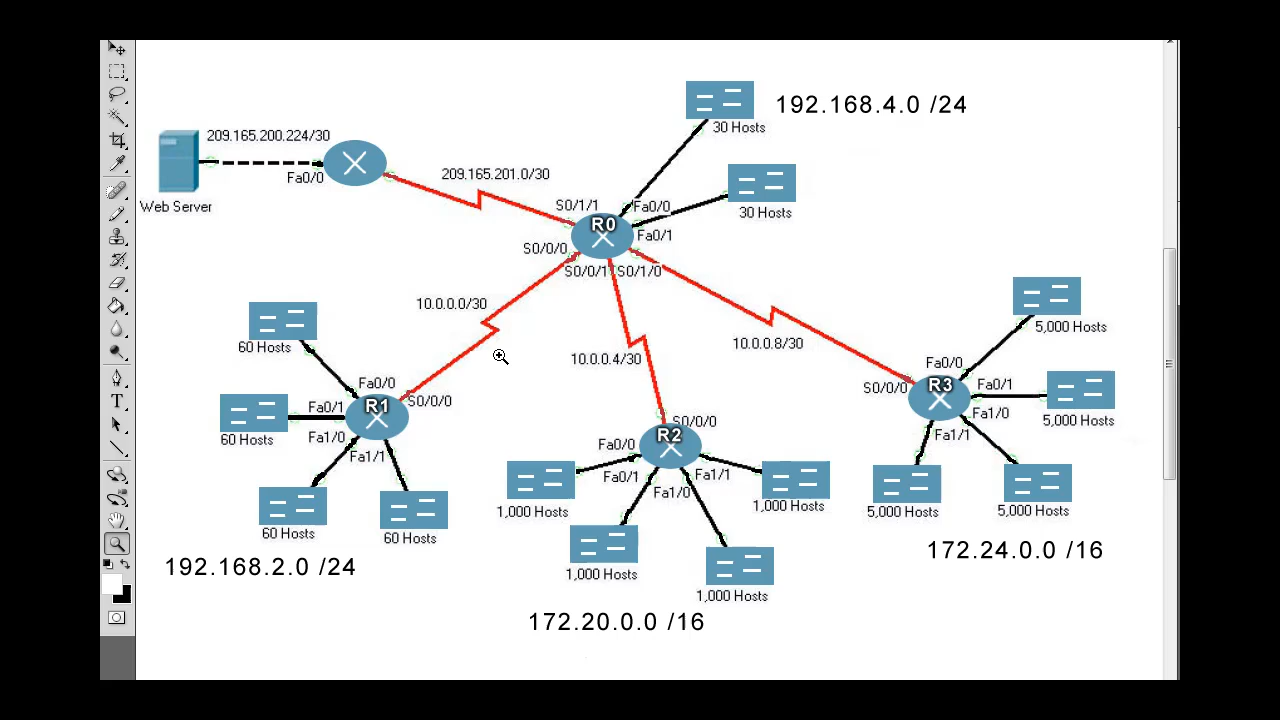 192.168.4.0 /24
30 Hosts
209.165.200.224/30
Fa0/0
209.165.201.0/30
Web Server
30 Hosts
S0/1/1
Fa0/0
R0
Fa0/1
S0/0/0
S0/0/1
S0/1/0
10.0.0.0/30
5,000 Hosts
60 Hosts
10.0.0.4/30
10.0.0.8/30
Fa0/0
Fa0/0
S0/0/0
R3
Fa0/1
R1
S0/0/0
Fa0/1
Fa1/0
5,000 Hosts
60 Hosts
Fa1/0
S0/0/0
Fa1/1
R2
Fa1/1
Fa0/0
Fa0/1
Fa1/1
Fa1/0
1,000 Hosts
1,000 Hosts
5,000 Hosts
5,000 Hosts
60 Hosts
60 Hosts
172.24.0.0 /16
192.168.2.0 /24
1,000 Hosts
1,000 Hosts
172.20.0.0 /16
T